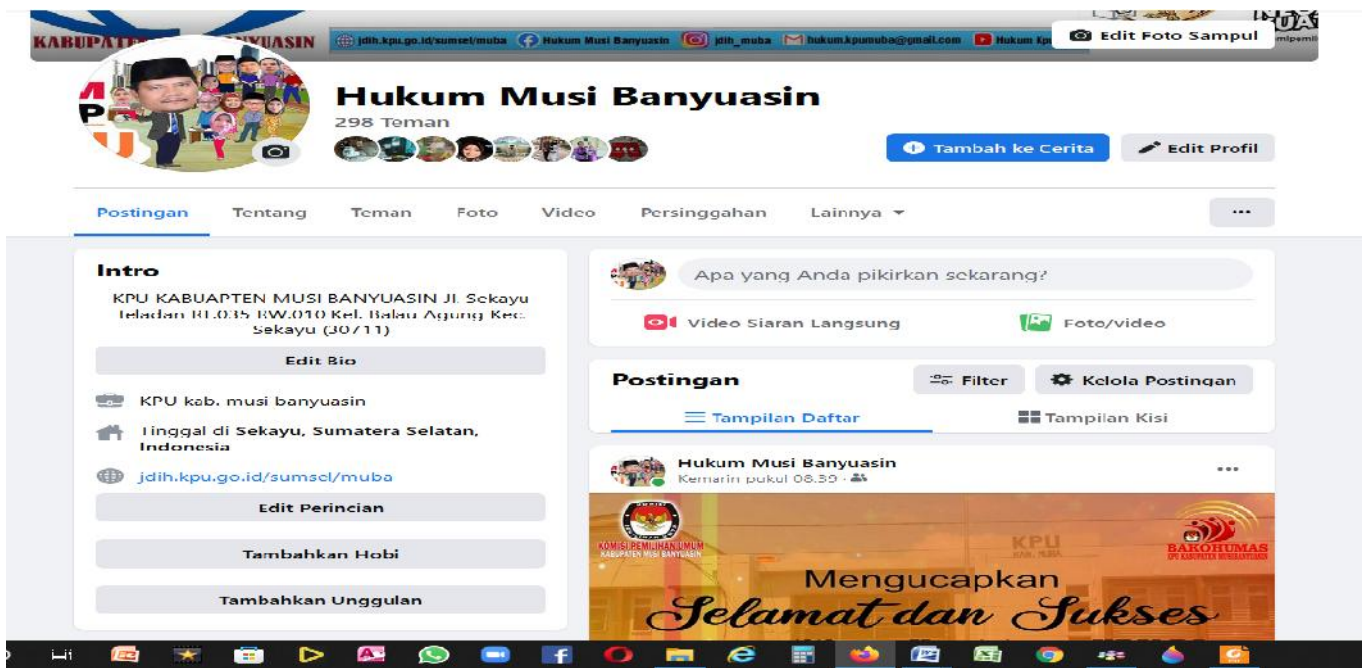 KABUPATEN BANYUASIN jdih.kpu.go.id/sumsel/muba Hukum Musi Banyuasin jdih_muba hukum.kpumuba@gmail.com Hukum
Edit Foto Sampul
Hukum Musi Banyuasin
298 Teman
Tambah ke Cerita
Edit Profil
Postingan Tentang Teman Foto Video Persinggahan Lainnya
Intro
KPU KABUAPTEN MUSI BANYUASIN Jl. Sekayu
Teladan RT.035 RW.010 Kel. Balau Agung Kec.
Sekayu (30711)
Edit Bio
KPU kab. musi banyuasin
Tinggal di Sekayu, Sumatera Selatan,
Indonesia
jdih.kpu.go.id/sumsel/muba
Edit Perincian
Tambahkan Hobi
Tambahkan Unggulan
Apa yang Anda pikirkan sekarang?
Video Siaran Langsung Foto/video
Postingan Filter Kelola Postingan
Tampilan Daftar Tampilan Kisi
Hukum Musi Banyuasin
Kemarin pukul 08.39
KOMISI PEMILIHAN UMUM
KABUPATEN MUSI BANYUASIN
KPU
BAKOHUMAS
KPU KABUPATEN MUSI BANYUASIN
Mengucapkan
Selamat dan Sukses